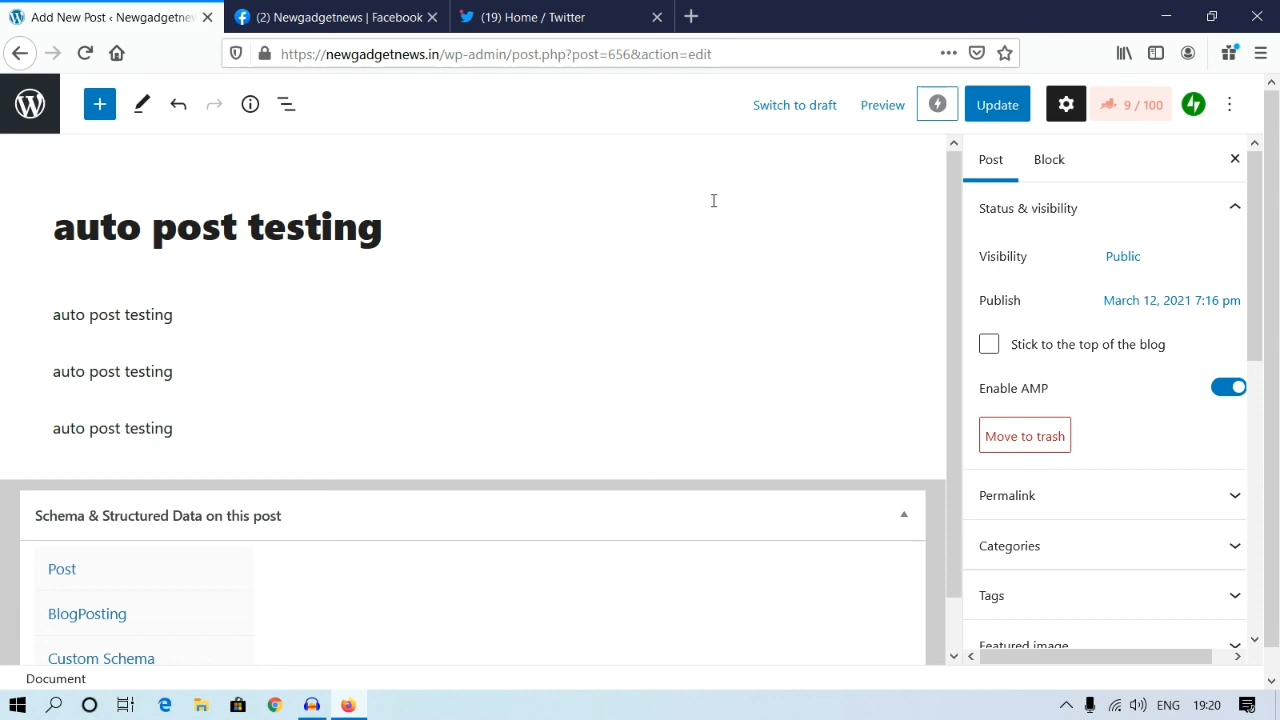 Add New Post ‹ Newgadgetnew
(2) Newgadgetnews | Facebook
(19) Home / Twitter
https://newgadgetnews.in/wp-admin/post.php?post=656&action=edit
Switch to draft
Preview
Update
9 / 100
Post
Block
Status & visibility
auto post testing
Visibility
Public
Publish
March 12, 2021 7:16 pm
auto post testing
Stick to the top of the blog
auto post testing
Enable AMP
auto post testing
Move to trash
Permalink
Schema & Structured Data on this post
Categories
Post
Tags
BlogPosting
Featured image
Custom Schema
Document
ENG
19:20